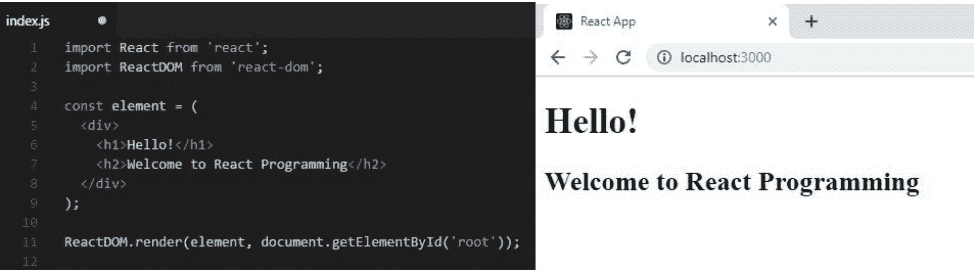 index.js
1 import React from 'react';
2 import ReactDOM from 'react-dom';
3
4 const element = (
5 <div>
6 <h1>Hello!</h1>
7 <h2>Welcome to React Programming</h2>
8 </div>
9 );
10
11 ReactDOM.render(element, document.getElementById('root'));
12
React App
localhost:3000
Hello!
Welcome to React Programming